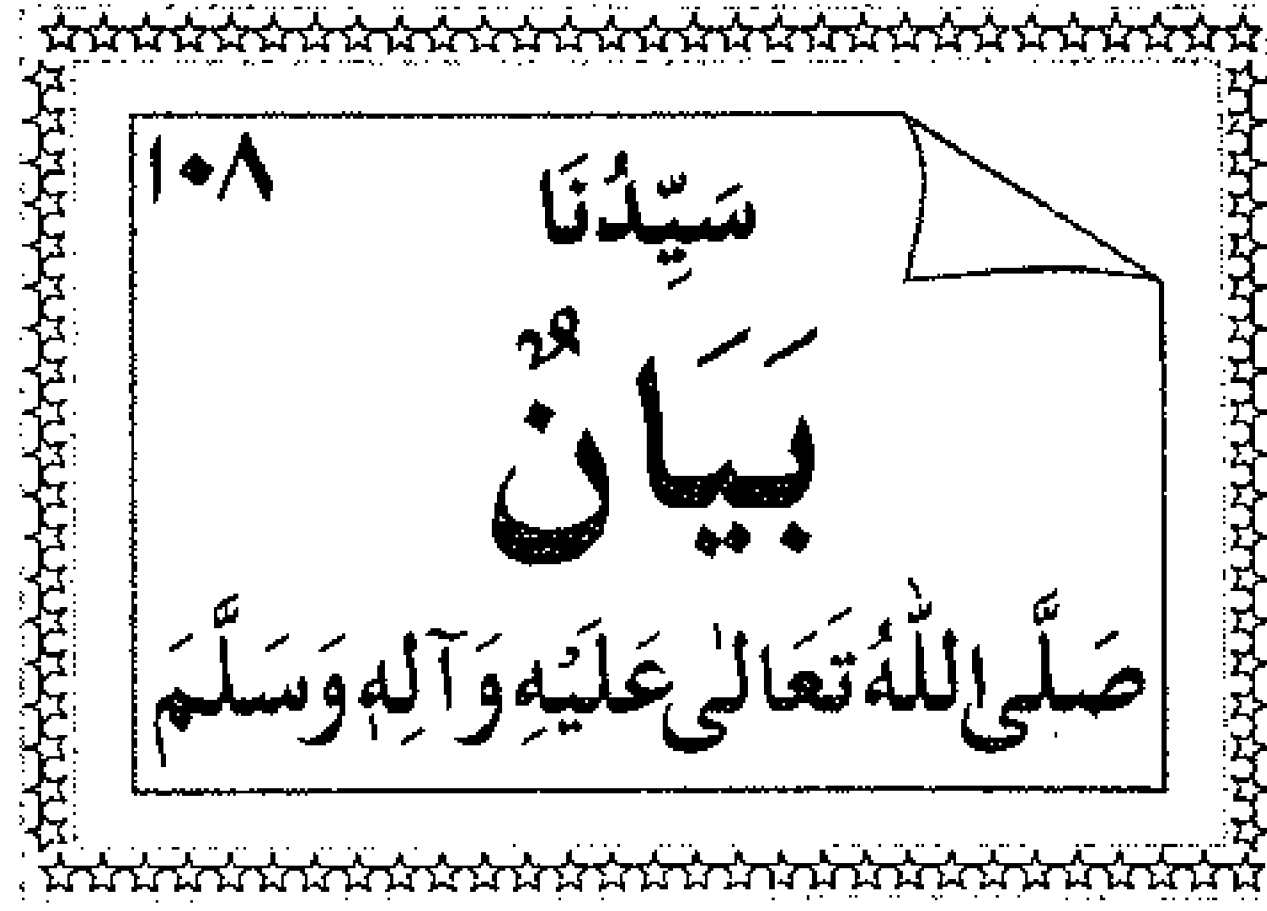 ١٠٨
سَيِّدُنَا
بَيَانٌ
صَلَّى اللّٰهُ تَعَالٰى عَلَيْهِ وَآلِهٖ وَسَلَّمَ